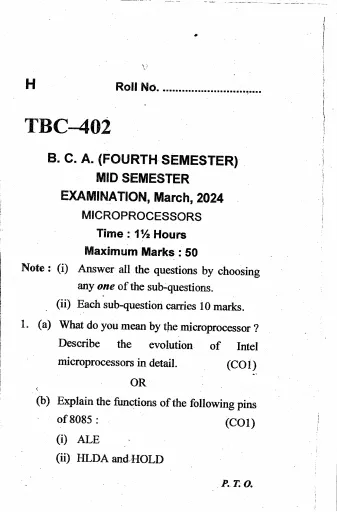 H Roll No. ..............................
TBC–402
B. C. A. (FOURTH SEMESTER)
MID SEMESTER
EXAMINATION, March, 2024
MICROPROCESSORS
Time : 1½ Hours
Maximum Marks : 50
Note : (i) Answer all the questions by choosing
any one of the sub-questions.
(ii) Each sub-question carries 10 marks.
1. (a) What do you mean by the microprocessor ?
Describe the evolution of Intel
microprocessors in detail. (CO1)
OR
(b) Explain the functions of the following pins
of 8085 : (CO1)
(i) ALE
(ii) HLDA and HOLD
P. T. O.